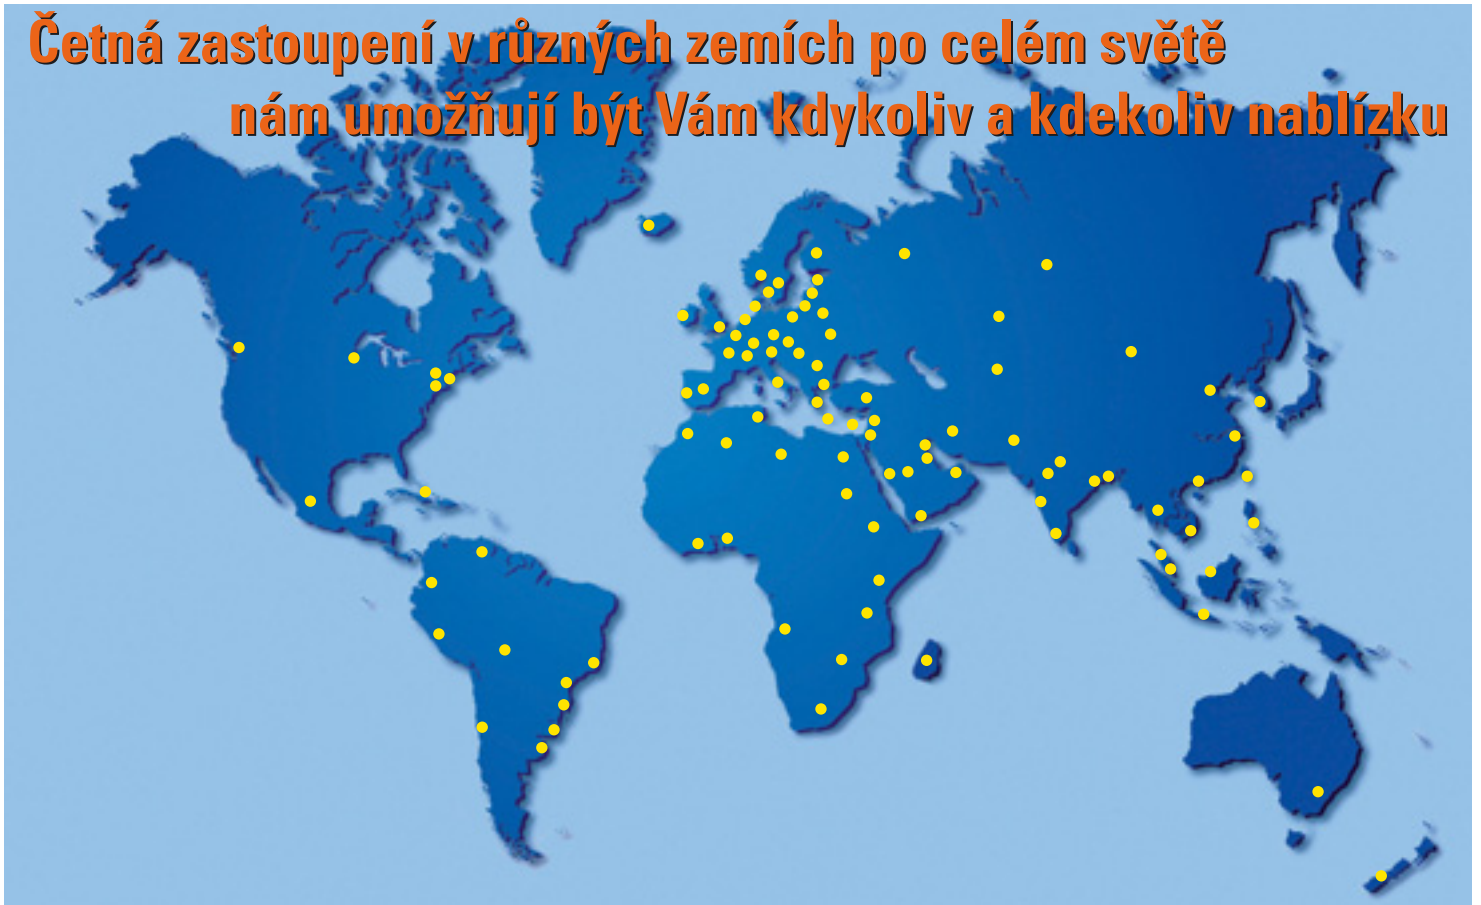 Četná zastoupení v různých zemích po celém světě
nám umožňují být Vám kdykoliv a kdekoliv nablízku